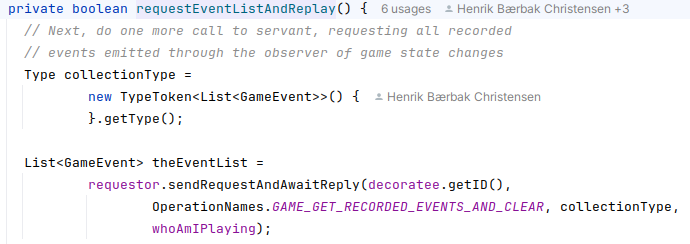 private boolean requestEventListAndReplay() { 6 usages Henrik Bærbak Christensen +3
// Next, do one more call to servant, requesting all recorded
// events emitted through the observer of game state changes
Type collectionType =
new TypeToken<List<GameEvent>>() { Henrik Bærbak Christensen
}.getType();
List<GameEvent> theEventList =
requestor.sendRequestAndAwaitReply(decoratee.getID(),
OperationNames.GAME_GET_RECORDED_EVENTS_AND_CLEAR, collectionType,
whoAmIPlaying);